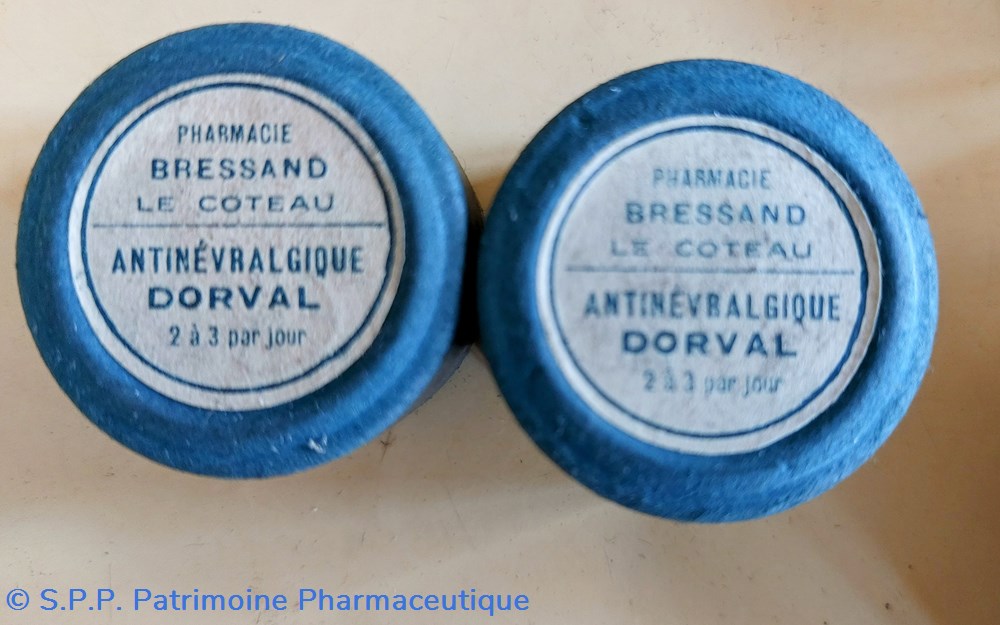 PHARMACIE
BRESSAND
LE COTEAU
ANTINÉVRALGIQUE
DORVAL
2 à 3 par jour
PHARMACIE
BRESSAND
LE COTEAU
ANTINÉVRALGIQUE
DORVAL
2 à 3 par jour
© S.P.P. Patrimoine Pharmaceutique